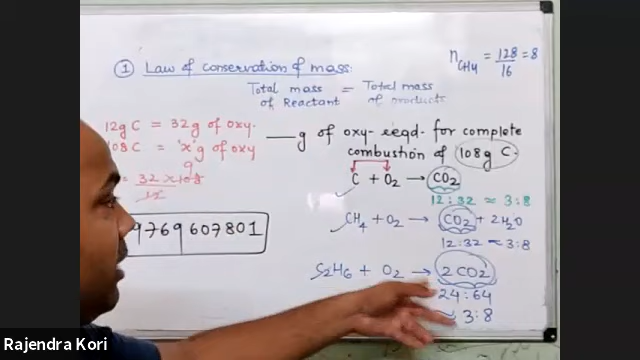 ① Law of conservation of mass:
Total mass of Reactant = Total mass of products
nCH4 = 128/16 = 8
12g C = 32g of oxy.
108 C = 'x' g of oxy
= 32 x 108 / 12
9
9769607801
___ g of oxy- reqd- for complete
combustion of 108g C.
C + O2 → CO2
12:32 ≈ 3:8
CH4 + O2 → CO2 + 2H2O
12:32 ≈ 3:8
C2H6 + O2 → 2CO2
24:64
≈ 3:8
Rajendra Kori